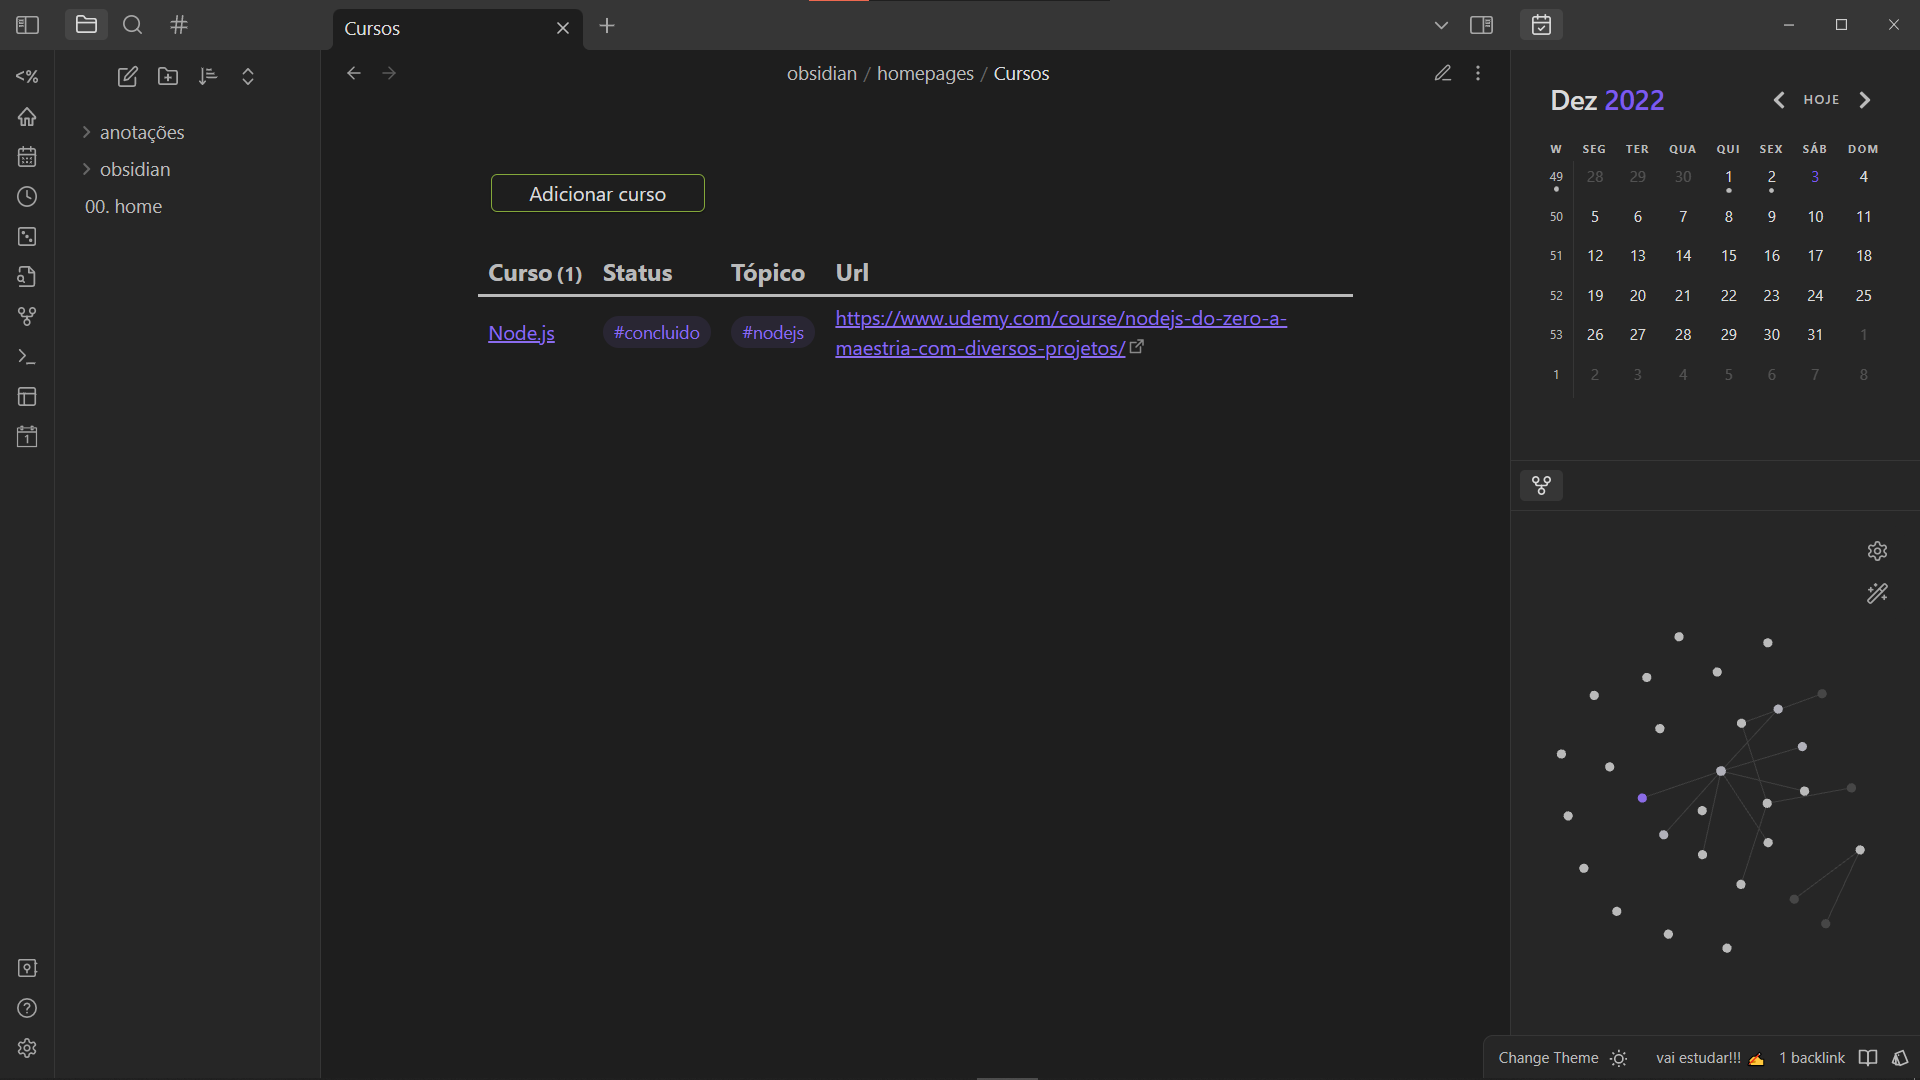 Cursos
<%
obsidian / homepages / Cursos
anotações
obsidian
00. home
Adicionar curso
Curso (1) Status Tópico Url
Node.js #concluido #nodejs https://www.udemy.com/course/nodejs-do-zero-a-
maestria-com-diversos-projetos/
Dez 2022 HOJE
W SEG TER QUA QUI SEX SÁB DOM
49 28 29 30 1 2 3 4
50 5 6 7 8 9 10 11
51 12 13 14 15 16 17 18
52 19 20 21 22 23 24 25
53 26 27 28 29 30 31 1
1 2 3 4 5 6 7 8
Change Theme vai estudar!!! ✍️ 1 backlink